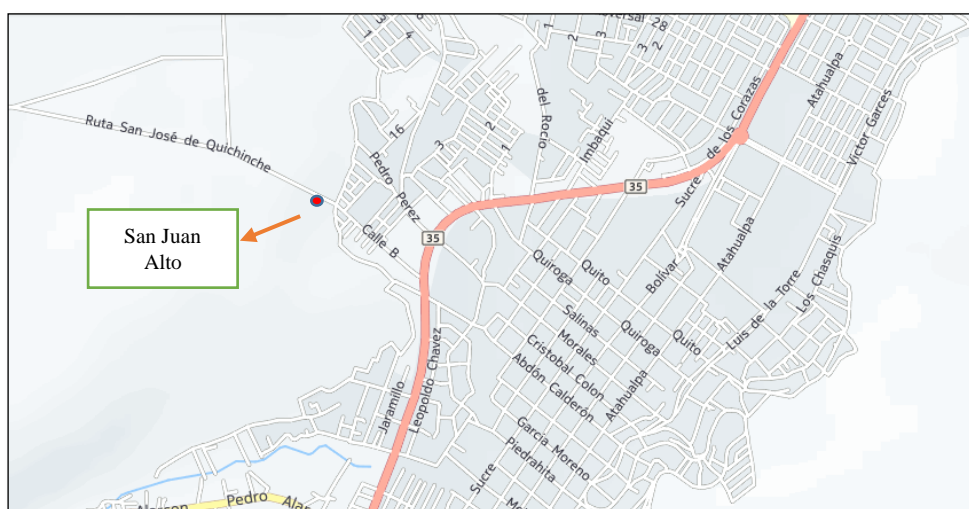 3
4
1
1
2
3
versal 28
3 2
Atahualpa
Ruta San José de Quichinche
16
3
2
1
del Rocío
Imbaqui
Sucre de los Corazas
Victor Garces
Pedro Perez
35
35
San Juan
Alto
Calle B
Quiroga
Quito
Bolívar
Atahualpa
Los Chasquis
Luis de la Torre
Salinas
Morales
Quiroga
Quito
Cristobal Colon
Abdón Calderón
Atahualpa
Jaramillo
Leopoldo Chavez
Garcia Moreno
Piedrahita
Sucre
Pedro Ala